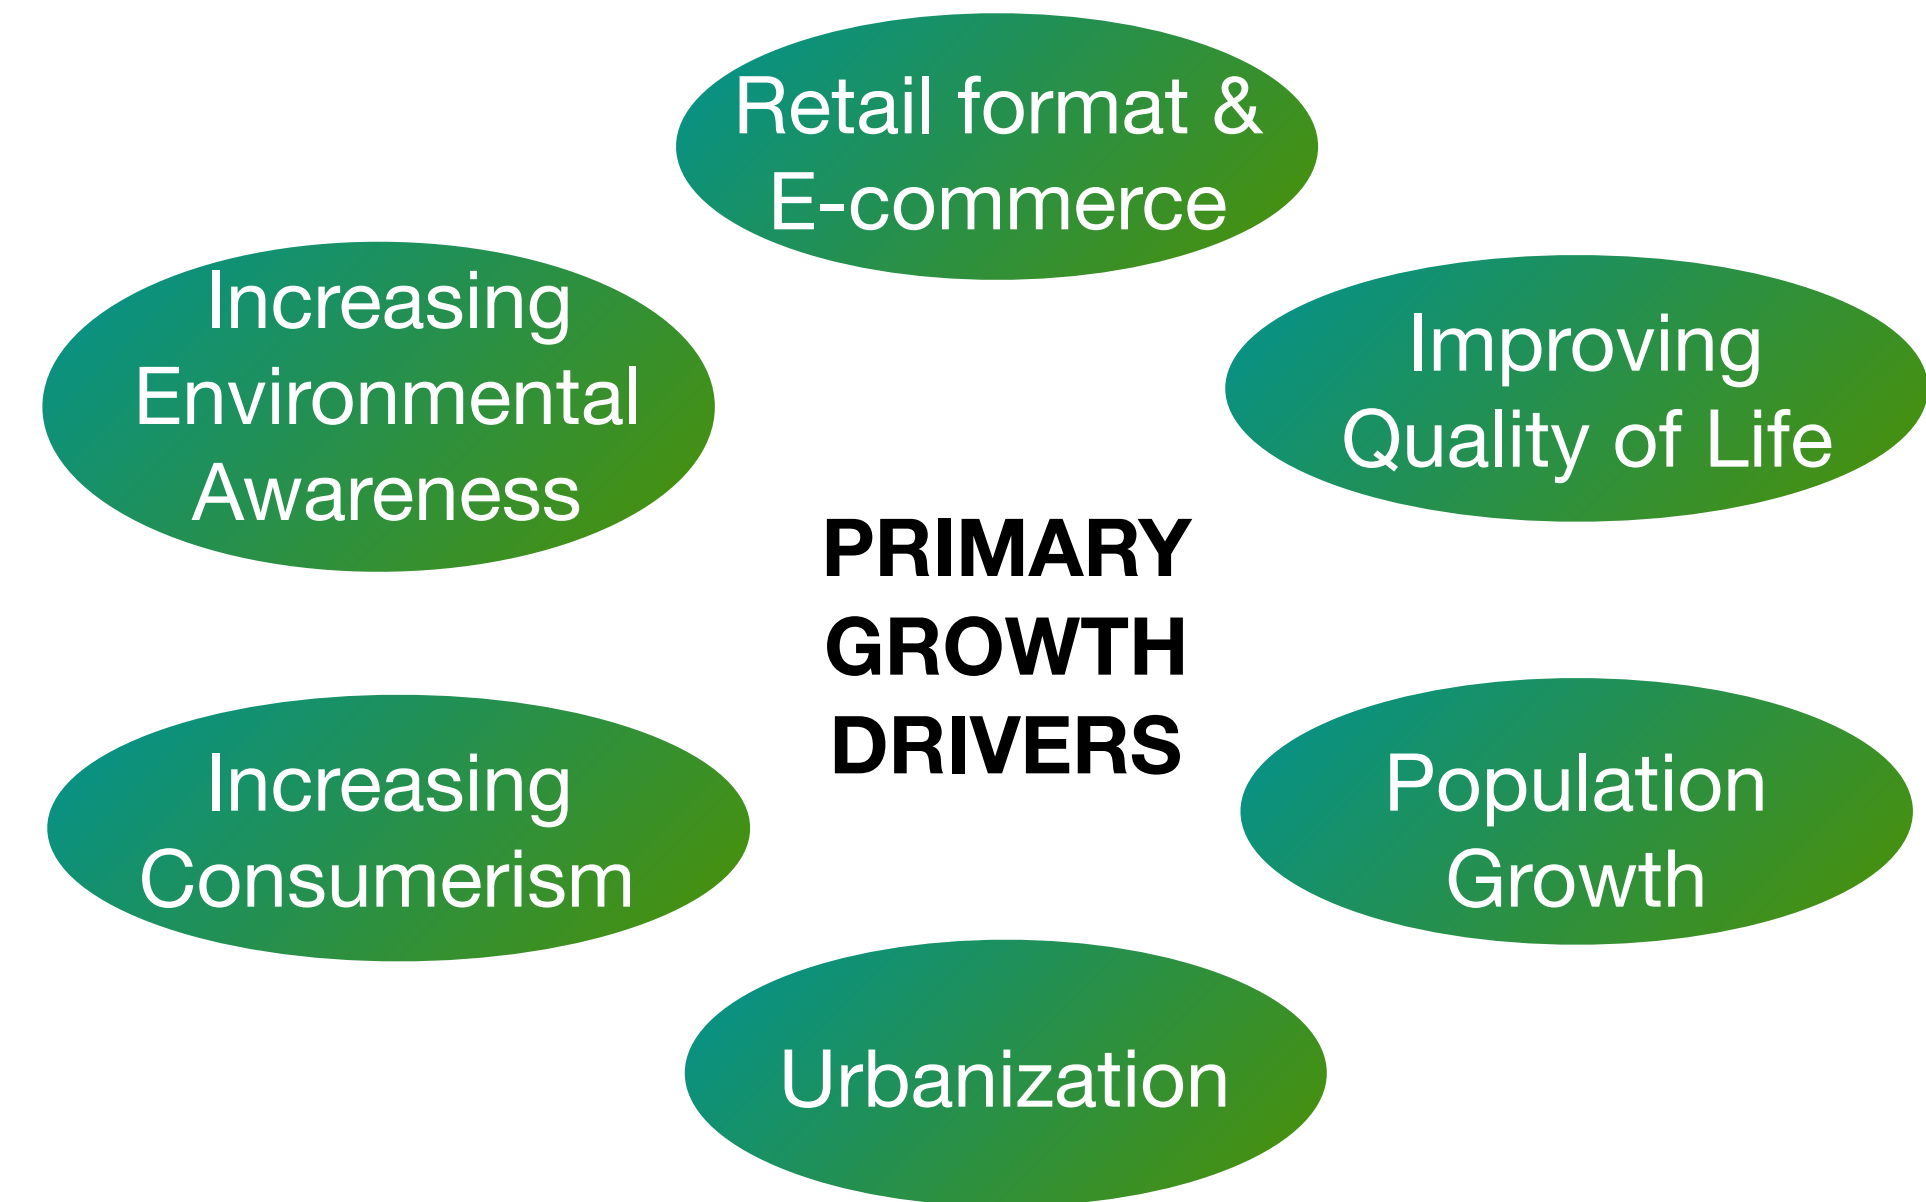 Retail format &
E-commerce
Increasing
Environmental
Awareness
Improving
Quality of Life
PRIMARY
GROWTH
DRIVERS
Increasing
Consumerism
Population
Growth
Urbanization